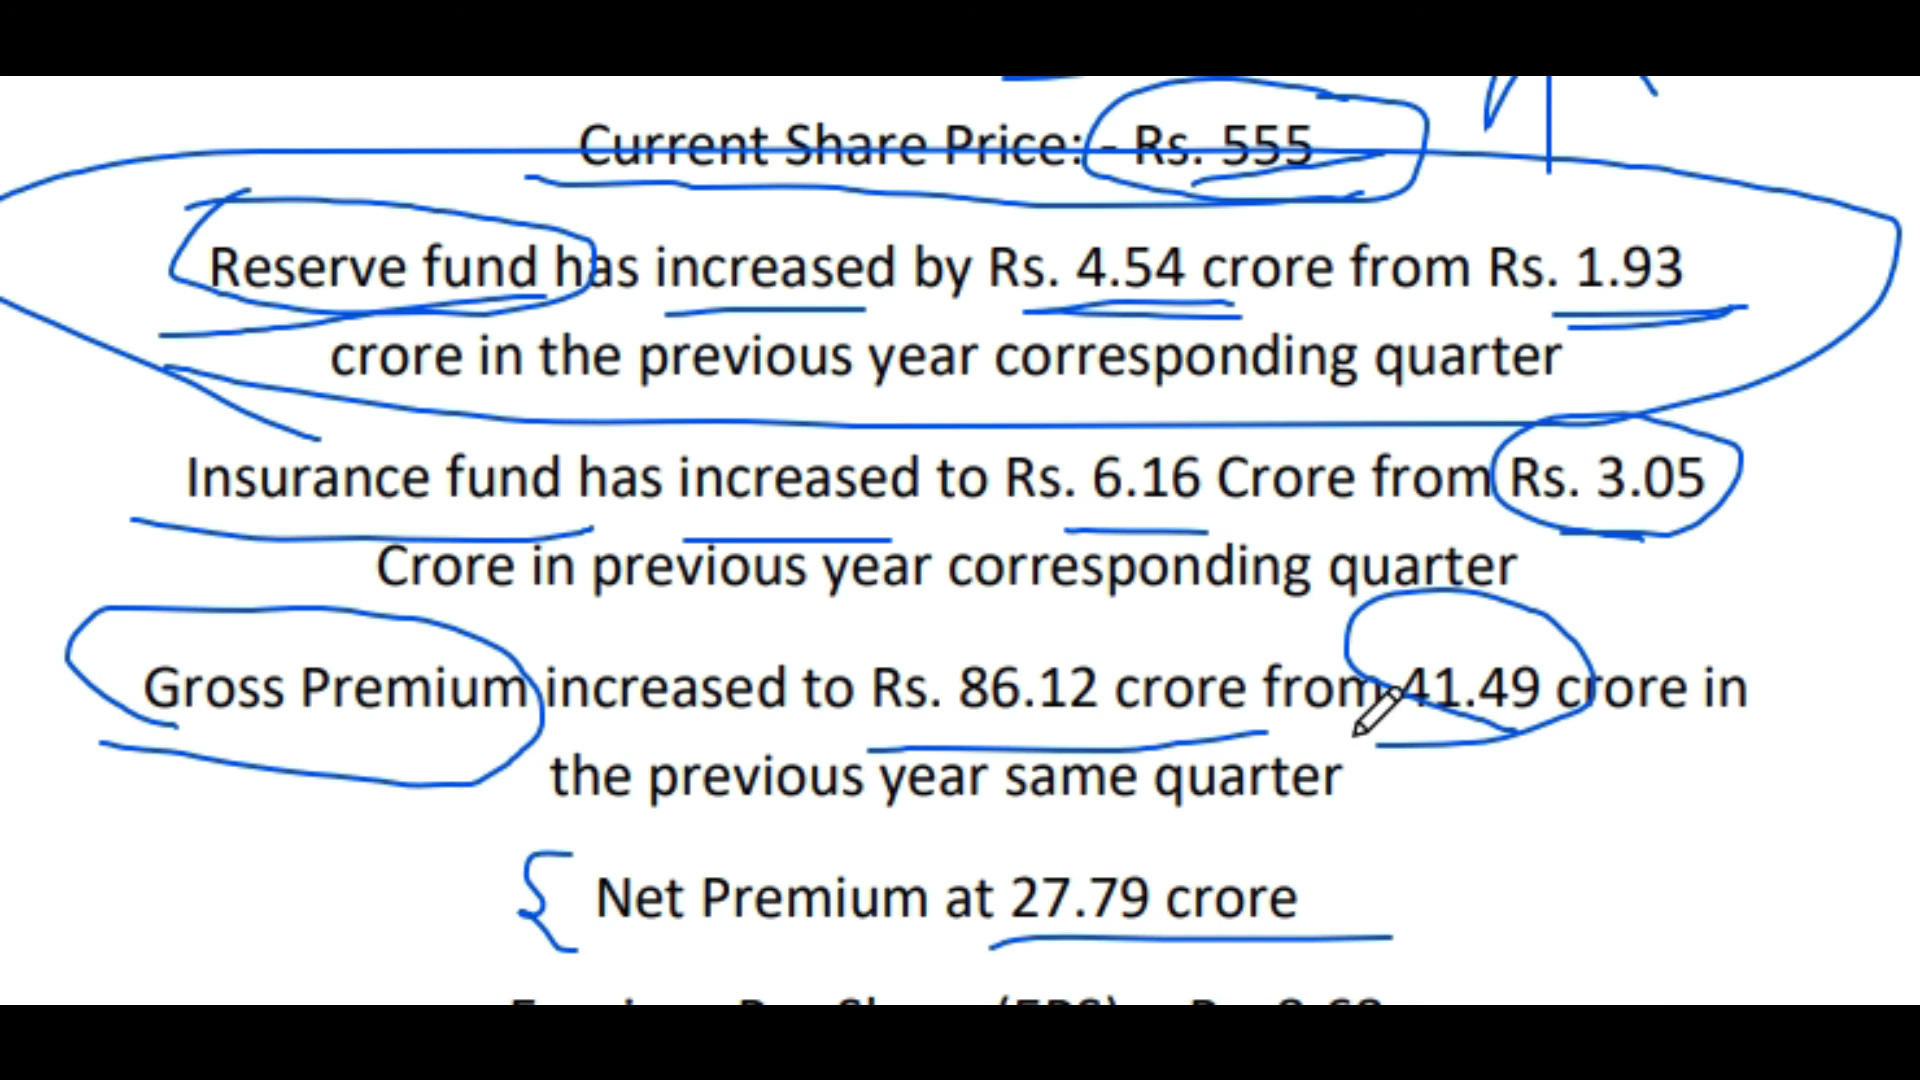 Current Share Price: - Rs. 555
Reserve fund has increased by Rs. 4.54 crore from Rs. 1.93
crore in the previous year corresponding quarter
Insurance fund has increased to Rs. 6.16 Crore from Rs. 3.05
Crore in previous year corresponding quarter
Gross Premium increased to Rs. 86.12 crore from 41.49 crore in
the previous year same quarter
Net Premium at 27.79 crore